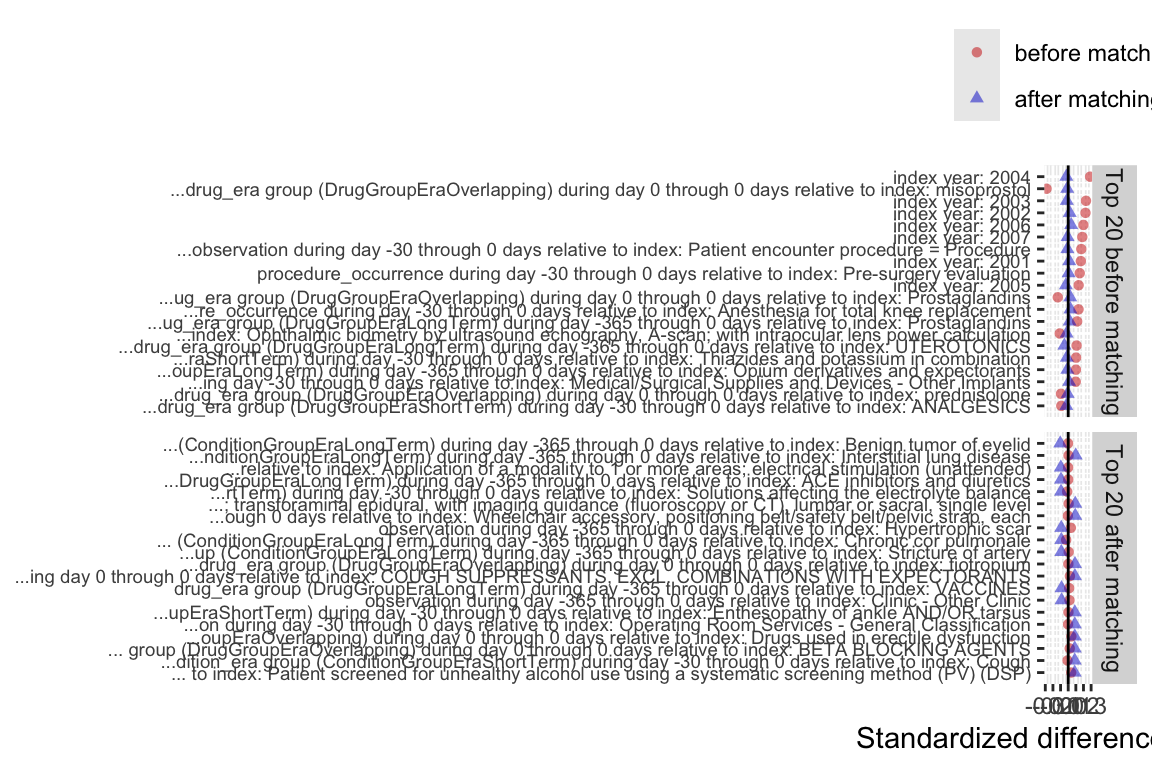 before match
after matching
index year: 2004
...drug_era group (DrugGroupEraOverlapping) during day 0 through 0 days relative to index: misoprostol
index year: 2003
index year: 2002
index year: 2006
index year: 2007
...observation during day -30 through 0 days relative to index: Patient encounter procedure = Procedure
index year: 2001
procedure_occurrence during day -30 through 0 days relative to index: Pre-surgery evaluation
index year: 2005
...ug_era group (DrugGroupEraOverlapping) during day 0 through 0 days relative to index: Prostaglandins
...re_occurrence during day -30 through 0 days relative to index: Anesthesia for total knee replacement
...ug_era group (DrugGroupEraLongTerm) during day -365 through 0 days relative to index: Prostaglandins
...index: Ophthalmic biometry by ultrasound echography, A-scan; with intraocular lens power calculation
...drug_era group (DrugGroupEraLongTerm) during day -365 through 0 days relative to index: UTEROTONICS
...raShortTerm) during day -30 through 0 days relative to index: Thiazides and potassium in combination
...oupEraLongTerm) during day -365 through 0 days relative to index: Opium derivatives and expectorants
...ing day -30 through 0 days relative to index: Medical/Surgical Supplies and Devices - Other Implants
...drug_era group (DrugGroupEraOverlapping) during day 0 through 0 days relative to index: prednisolone
...drug_era group (DrugGroupEraShortTerm) during day -30 through 0 days relative to index: ANALGESICS
Top 20 before matching
...(ConditionGroupEraLongTerm) during day -365 through 0 days relative to index: Benign tumor of eyelid
...nditionGroupEraLongTerm) during day -365 through 0 days relative to index: Interstitial lung disease
...relative to index: Application of a modality to 1 or more areas; electrical stimulation (unattended)
...DrugGroupEraLongTerm) during day -365 through 0 days relative to index: ACE inhibitors and diuretics
...rtTerm) during day -30 through 0 days relative to index: Solutions affecting the electrolyte balance
...; transforaminal epidural, with imaging guidance (fluoroscopy or CT), lumbar or sacral, single level
...ough 0 days relative to index: Wheelchair accessory, positioning belt/safety belt/pelvic strap, each
observation during day -365 through 0 days relative to index: Hypertrophic scar
... (ConditionGroupEraLongTerm) during day -365 through 0 days relative to index: Chronic cor pulmonale
...up (ConditionGroupEraLongTerm) during day -365 through 0 days relative to index: Stricture of artery
...drug_era group (DrugGroupEraOverlapping) during day 0 through 0 days relative to index: tiotropium
...ing day 0 through 0 days relative to index: COUGH SUPPRESSANTS, EXCL. COMBINATIONS WITH EXPECTORANTS
drug_era group (DrugGroupEraLongTerm) during day -365 through 0 days relative to index: VACCINES
observation during day -365 through 0 days relative to index: Clinic - Other Clinic
...upEraShortTerm) during day -30 through 0 days relative to index: Enthesopathy of ankle AND/OR tarsus
...on during day -30 through 0 days relative to index: Operating Room Services - General Classification
...oupEraOverlapping) during day 0 through 0 days relative to index: Drugs used in erectile dysfunction
... group (DrugGroupEraOverlapping) during day 0 through 0 days relative to index: BETA BLOCKING AGENTS
...dition_era group (ConditionGroupEraShortTerm) during day -30 through 0 days relative to index: Cough
... to index: Patient screened for unhealthy alcohol use using a systematic screening method (PV) (DSP)
Top 20 after matching
Standardized difference